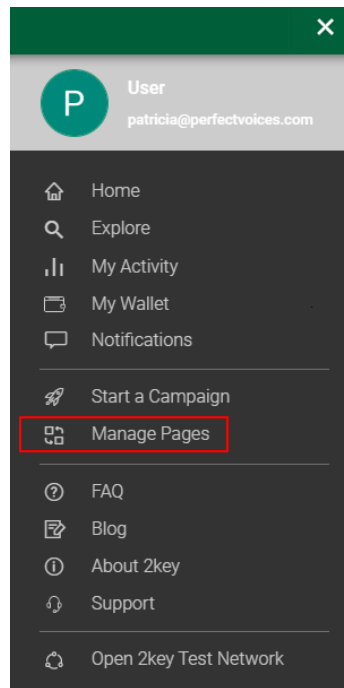 P
User
patricia@perfectvoices.com
Home
Explore
My Activity
My Wallet
Notifications
Start a Campaign
Manage Pages
FAQ
Blog
About 2key
Support
Open 2key Test Network